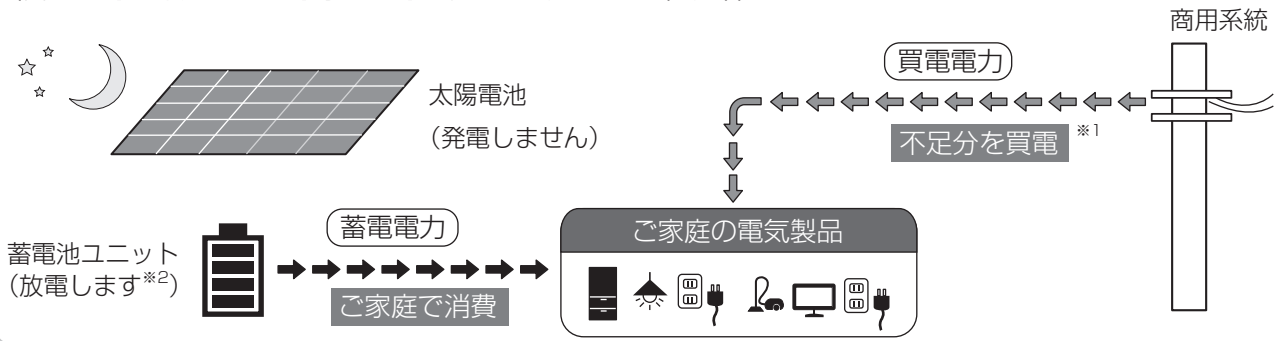 商用系統
買電電力
太陽電池
(発電しません)
不足分を買電 ※1
蓄電電力
ご家庭の電気製品
蓄電池ユニット
(放電します※2)
ご家庭で消費